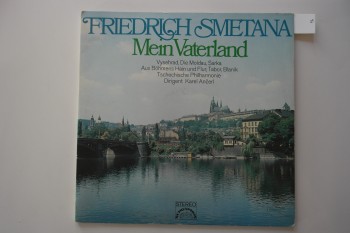 FRIEDRICH SMETANA
Mein Vaterland
Vysehrad, Die Moldau, Sarka
Aus Böhmens Hain und Flur, Tabor, Blanik
Tschechische Philharmonie
Dirigent: Karel Ančerl
STEREO